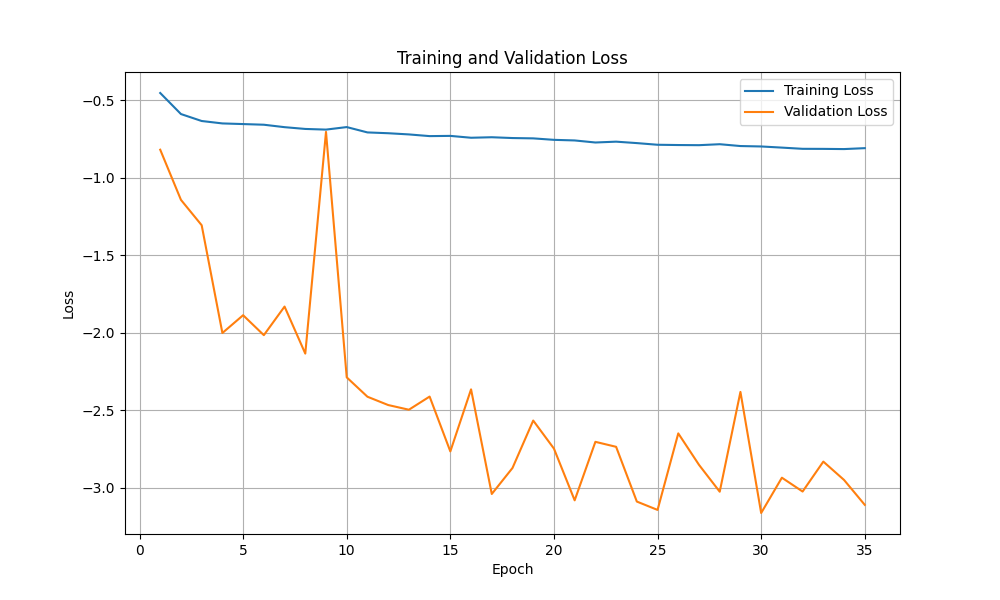 Training and Validation Loss
Training Loss
Validation Loss
−0.5
−1.0
−1.5
−2.0
−2.5
−3.0
Loss
0 5 10 15 20 25 30 35
Epoch